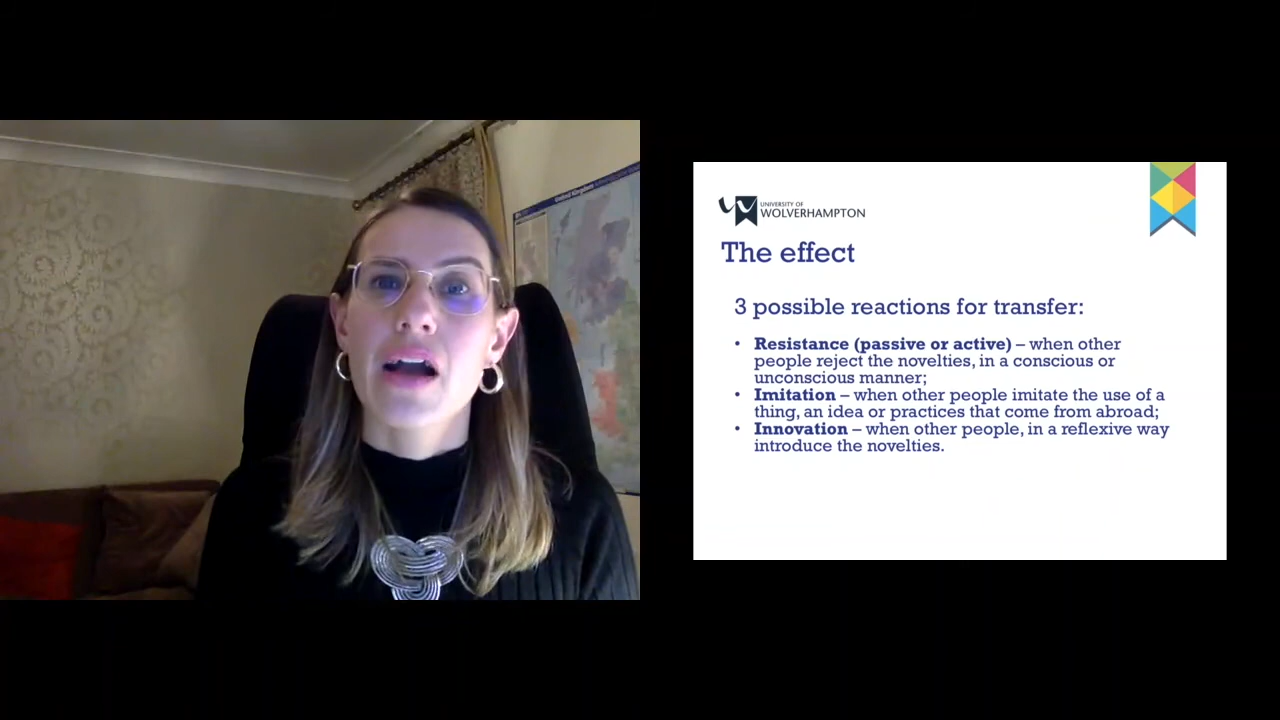 United Kingdom
UNIVERSITY OF
WOLVERHAMPTON
The effect
3 possible reactions for transfer:
• Resistance (passive or active) – when other
people reject the novelties, in a conscious or
unconscious manner;
• Imitation – when other people imitate the use of a
thing, an idea or practices that come from abroad;
• Innovation – when other people, in a reflexive way
introduce the novelties.